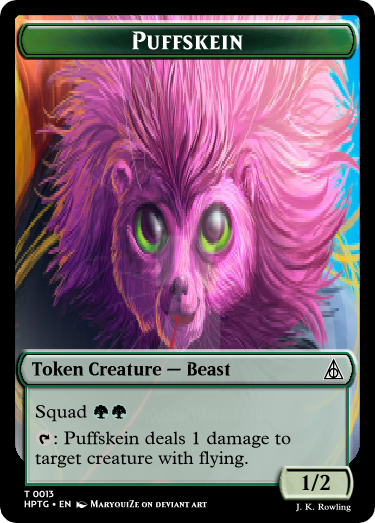 Puffskein
Token Creature — Beast
Squad
: Puffskein deals 1 damage to
target creature with flying.
1/2
T 0013
HPTG • EN MaryouiZe on deviant art
J. K. Rowling